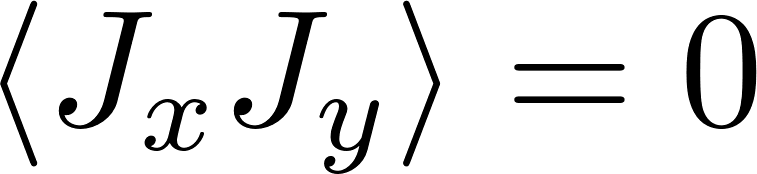 ⟨J_x J_y⟩ = 0